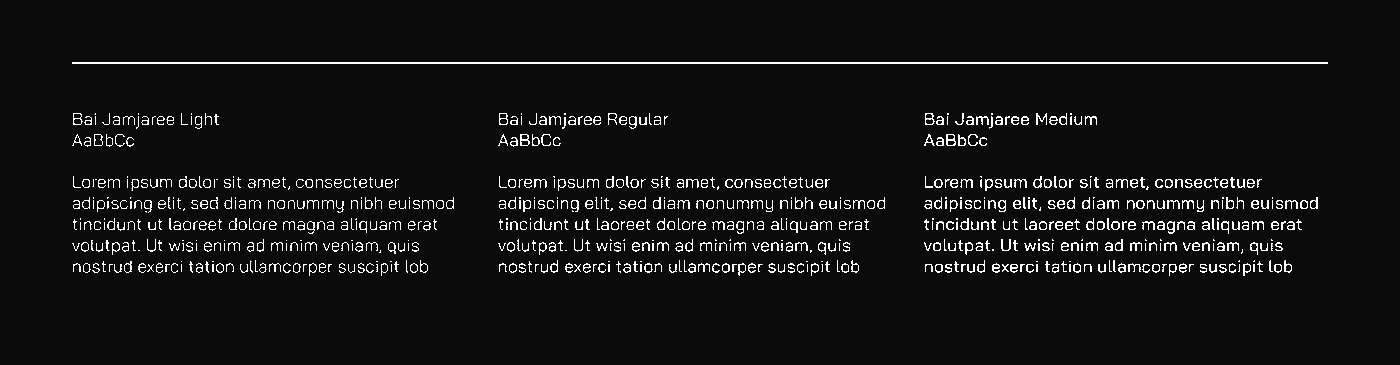 Bai Jamjaree Light
AaBbCc
Lorem ipsum dolor sit amet, consectetuer
adipiscing elit, sed diam nonummy nibh euismod
tincidunt ut laoreet dolore magna aliquam erat
volutpat. Ut wisi enim ad minim veniam, quis
nostrud exerci tation ullamcorper suscipit lob
Bai Jamjaree Regular
AaBbCc
Lorem ipsum dolor sit amet, consectetuer
adipiscing elit, sed diam nonummy nibh euismod
tincidunt ut laoreet dolore magna aliquam erat
volutpat. Ut wisi enim ad minim veniam, quis
nostrud exerci tation ullamcorper suscipit lob
Bai Jamjaree Medium
AaBbCc
Lorem ipsum dolor sit amet, consectetuer
adipiscing elit, sed diam nonummy nibh euismod
tincidunt ut laoreet dolore magna aliquam erat
volutpat. Ut wisi enim ad minim veniam, quis
nostrud exerci tation ullamcorper suscipit lob